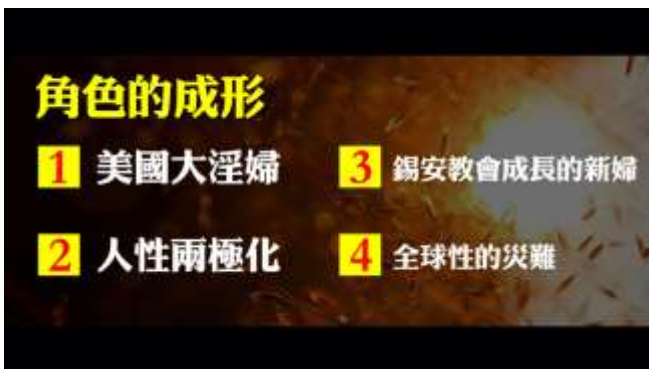 角色的成形
1 美國大淫婦
2 人性兩極化
3 錫安教會成長的新婦
4 全球性的災難